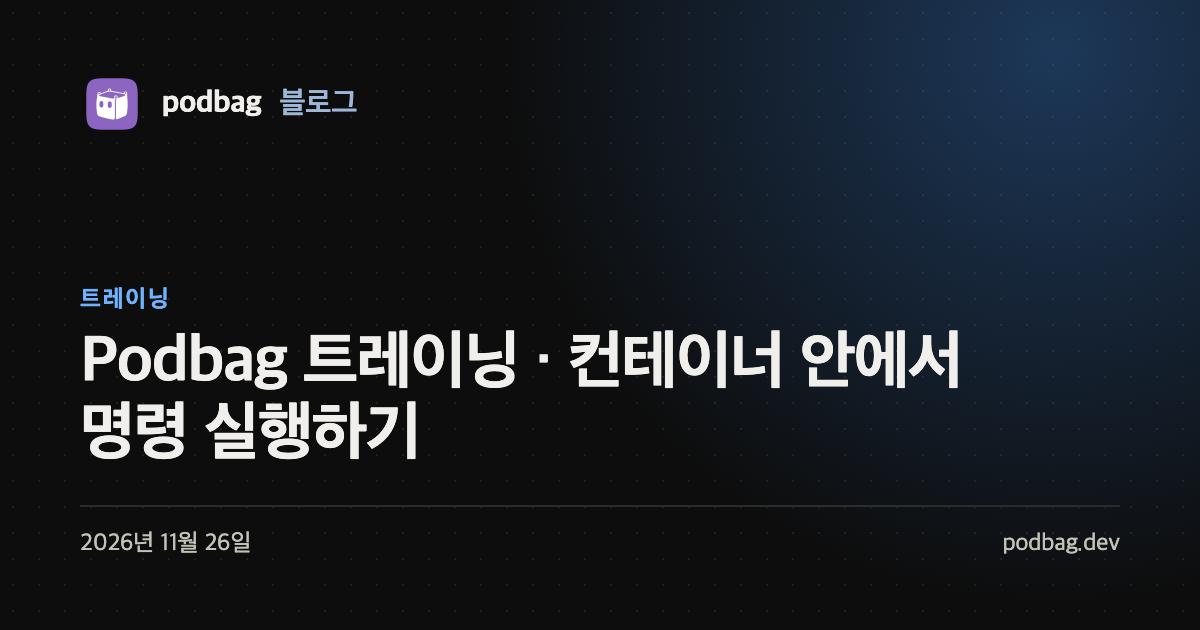 podbag 블로그
트레이닝
Podbag 트레이닝 · 컨테이너 안에서
명령 실행하기
2026년 11월 26일
podbag.dev